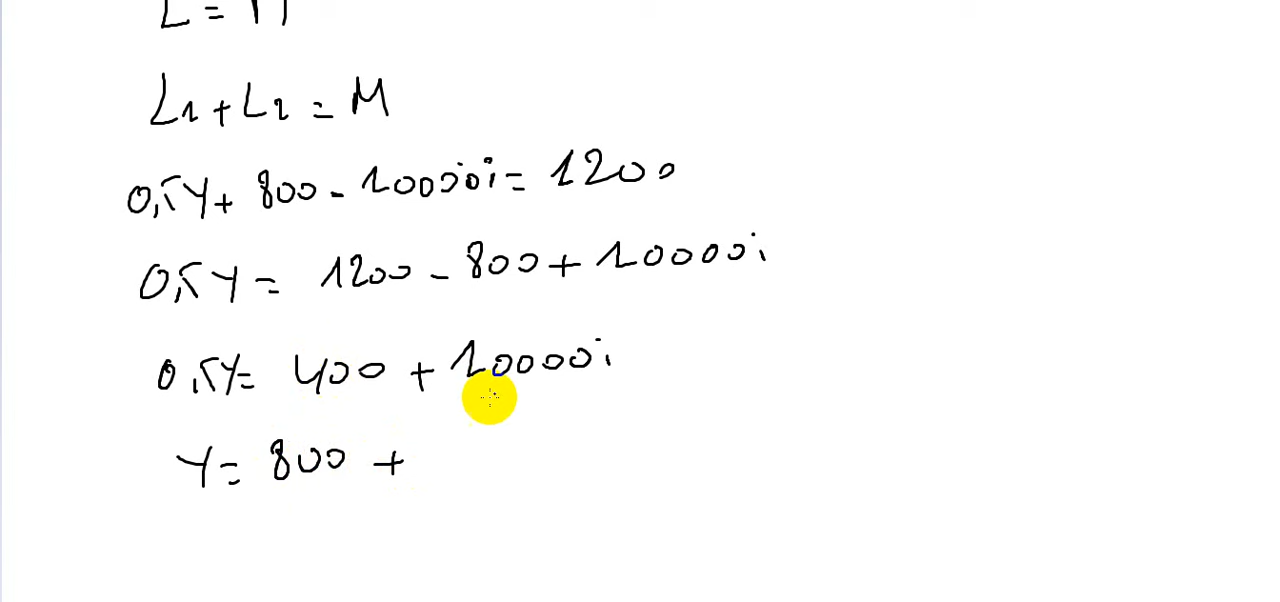 L = M
L1 + L2 = M
0,5Y + 800 - 10000i = 1200
0,5Y = 1200 - 800 + 10000i
0,5Y = 400 + 10000i
Y = 800 +